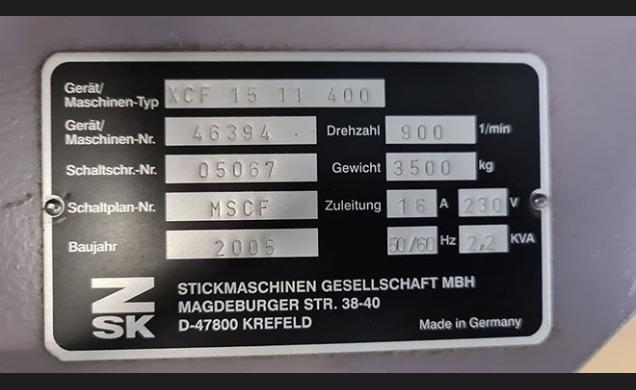 Gerät/
Maschinen-Typ XCF 15 11 400
Gerät/
Maschinen-Nr. 46394 Drehzahl 900 1/min
Schaltschr.-Nr. 05067 Gewicht 3500 kg
Schaltplan-Nr. MSCF Zuleitung 16 A 230 V
Baujahr 2005 50/60 Hz 2,2 KVA
ZSK
STICKMASCHINEN GESELLSCHAFT MBH
MAGDEBURGER STR. 38-40
D-47800 KREFELD
Made in Germany